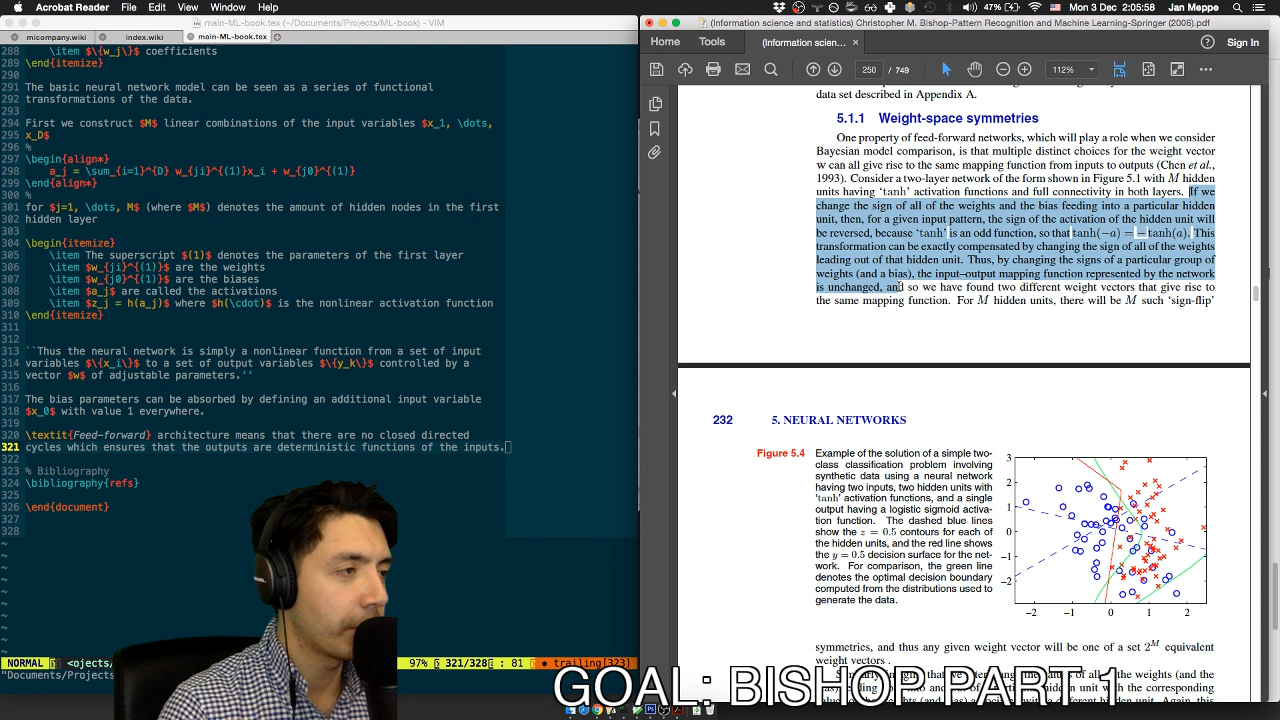 Acrobat Reader File Edit View Window Help
47% Mon Dec 3 2:05:58 PM Jan Meppe
main-ML-book.tex (~/Documents/Projects/ML-book) - VIM
micompany.wiki index.wiki main-ML-book.tex
288 \item $\{w_j\}$ coefficients
289 \end{itemize}
290
291 The basic neural network model can be seen as a series of functional
292 transformations of the data.
293
294 First we construct $M$ linear combinations of the input variables $x_1, \dots,
295 x_D$
296 %
297 \begin{align*}
298 a_j = \sum_{i=1}^{D} w_{ji}^{(1)}x_i + w_{j0}^{(1)}
299 \end{align*}
300 %
301 for $j=1, \dots, M$ (where $M$) denotes the amount of hidden nodes in the first
302 hidden layer
303
304 \begin{itemize}
305 \item The superscript $(1)$ denotes the parameters of the first layer
306 \item $w_{ji}^{(1)}$ are the weights
307 \item $w_{j0}^{(1)}$ are the biases
308 \item $a_j$ are called the activations
309 \item $z_j = h(a_j)$ where $h(\cdot)$ is the nonlinear activation function
310 \end{itemize}
311
312
313 ``Thus the neural network is simply a nonlinear function from a set of input
314 variables $\{x_i\}$ to a set of output variables $\{y_k\}$ controlled by a
315 vector $w$ of adjustable parameters.''
316
317 The bias parameters can be absorbed by defining an additional input variable
318 $x_0$ with value 1 everywhere.
319
320 \textit{Feed-forward} architecture means that there are no closed directed
321 cycles which ensures that the outputs are deterministic functions of the inputs.
322
323 % Bibliography
324 \bibliography{refs}
325
326 \end{document}
327
328
~
~
~
~
~
~
~
~
~
~
NORMAL <ojects/ 97% 321/328 : 81 trailing[323]
"Documents/Projects
(Information science and statistics) Christopher M. Bishop-Pattern Recognition and Machine Learning-Springer (2006).pdf
Home Tools (Information scien... × Sign In
250 / 749 112%
data set described in Appendix A.
5.1.1 Weight-space symmetries
One property of feed-forward networks, which will play a role when we consider
Bayesian model comparison, is that multiple distinct choices for the weight vector
w can all give rise to the same mapping function from inputs to outputs (Chen et al.,
1993). Consider a two-layer network of the form shown in Figure 5.1 with M hidden
units having ‘tanh’ activation functions and full connectivity in both layers. If we
change the sign of all of the weights and the bias feeding into a particular hidden
unit, then, for a given input pattern, the sign of the activation of the hidden unit will
be reversed, because ‘tanh’ is an odd function, so that tanh(−a) = − tanh(a). This
transformation can be exactly compensated by changing the sign of all of the weights
leading out of that hidden unit. Thus, by changing the signs of a particular group of
weights (and a bias), the input–output mapping function represented by the network
is unchanged, and so we have found two different weight vectors that give rise to
the same mapping function. For M hidden units, there will be M such ‘sign-flip’
232 5. NEURAL NETWORKS
Figure 5.4 Example of the solution of a simple two-
class classification problem involving
synthetic data using a neural network
having two inputs, two hidden units with
‘tanh’ activation functions, and a single
output having a logistic sigmoid activa-
tion function. The dashed blue lines
show the z = 0.5 contours for each of
the hidden units, and the red line shows
the y = 0.5 decision surface for the net-
work. For comparison, the green line
denotes the optimal decision boundary
computed from the distributions used to
generate the data.
3
2
1
0
−1
−2
−2 −1 0 1 2
symmetries, and thus any given weight vector will be one of a set 2^M equivalent
weight vectors .
GOAL: BISHOP PART 1